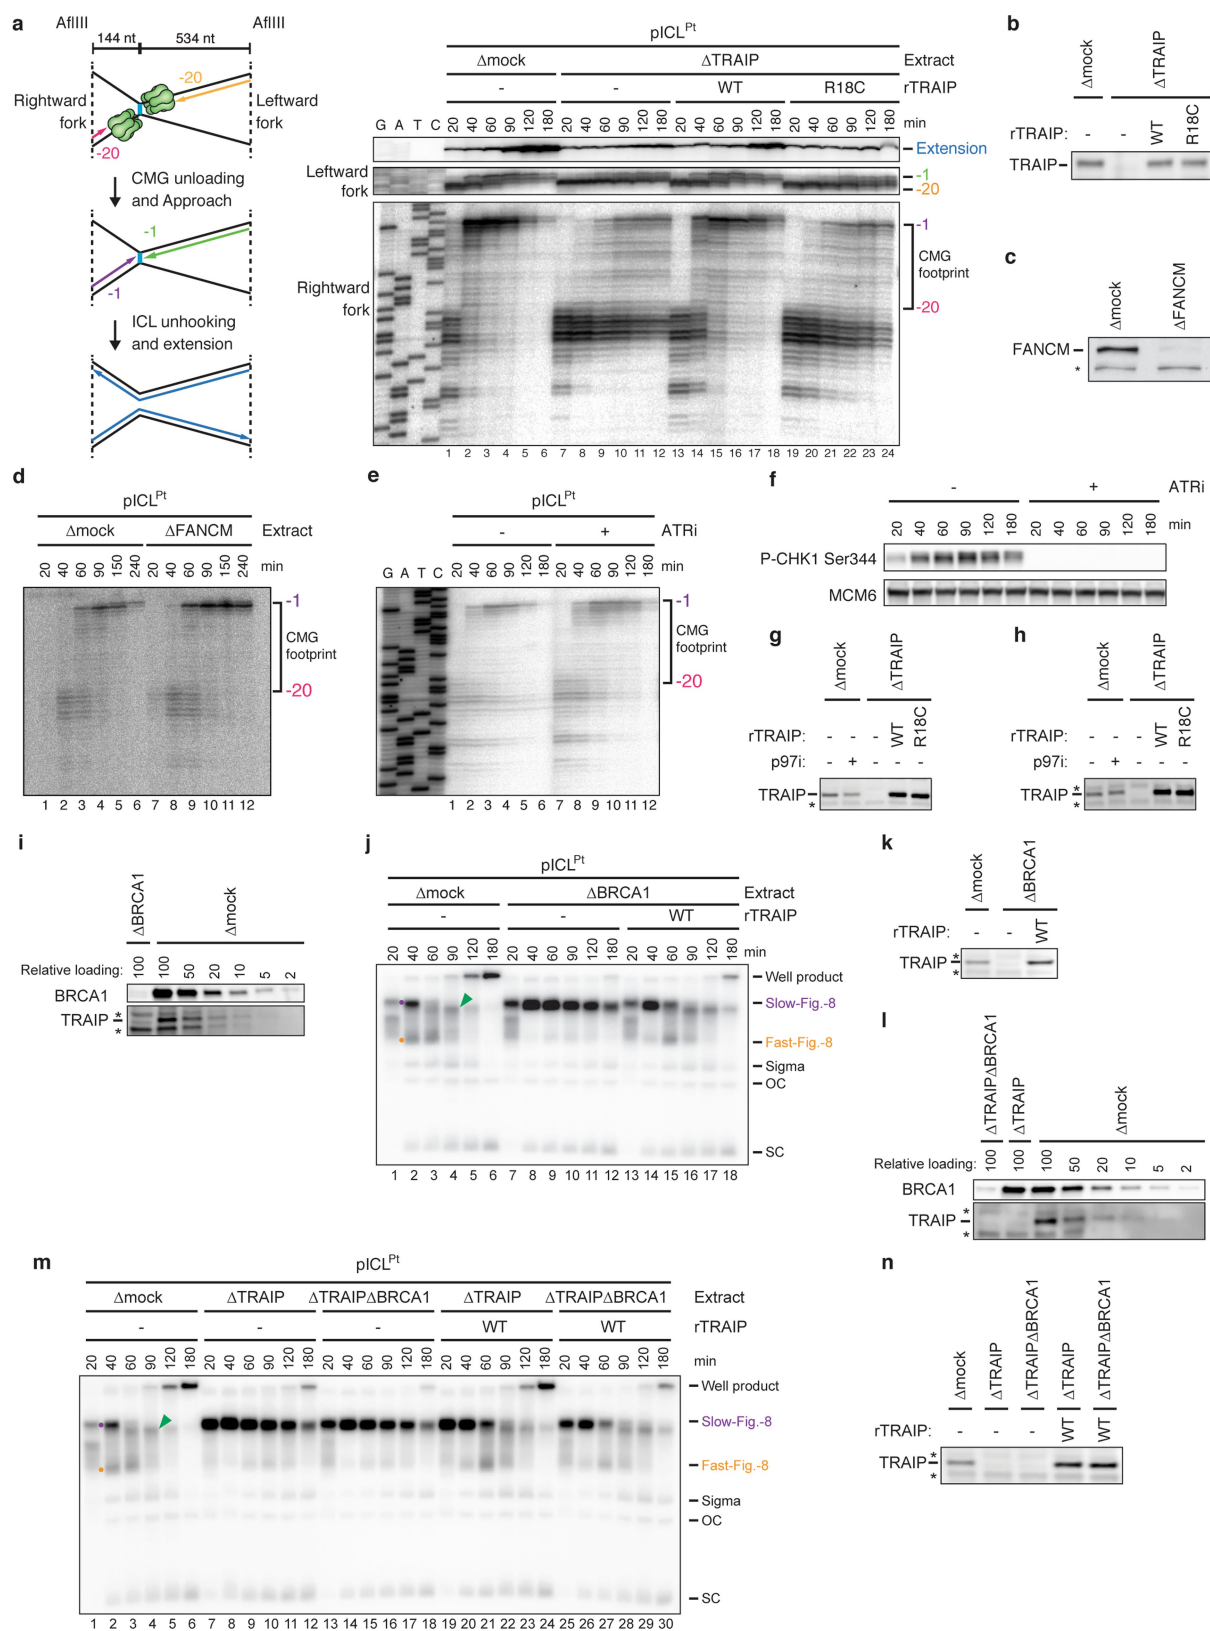 a
AflIII AflIII
144 nt 534 nt
-20
Rightward fork
Leftward fork
-20
CMG unloading and Approach
-1
-1
ICL unhooking and extension
pICL^Pt
Δmock ΔTRAIP Extract
- - WT R18C rTRAIP
G A T C 20 40 60 90 120 180 20 40 60 90 120 180 20 40 60 90 120 180 20 40 60 90 120 180 min
Extension
Leftward fork
-1
-20
Rightward fork
-1
CMG footprint
-20
1 2 3 4 5 6 7 8 9 10 11 12 13 14 15 16 17 18 19 20 21 22 23 24
b
Δmock ΔTRAIP
rTRAIP: - - WT R18C
TRAIP
c
Δmock ΔFANCM
FANCM
*
d
pICL^Pt
Δmock ΔFANCM Extract
20 40 60 90 150 240 20 40 60 90 150 240 min
-1
CMG footprint
-20
1 2 3 4 5 6 7 8 9 10 11 12
e
pICL^Pt
- + ATRi
G A T C 20 40 60 90 120 180 20 40 60 90 120 180 min
-1
CMG footprint
-20
1 2 3 4 5 6 7 8 9 10 11 12
f
- + ATRi
20 40 60 90 120 180 20 40 60 90 120 180 min
P-CHK1 Ser344
MCM6
g
Δmock ΔTRAIP
rTRAIP: - - - WT R18C
p97i: - + - - -
TRAIP
*
h
Δmock ΔTRAIP
rTRAIP: - - - WT R18C
p97i: - + - - -
*
TRAIP
*
i
ΔBRCA1 Δmock
Relative loading: 100 100 50 20 10 5 2
BRCA1
*
TRAIP
*
j
pICL^Pt
Δmock ΔBRCA1 Extract
- - WT rTRAIP
20 40 60 90 120 180 20 40 60 90 120 180 20 40 60 90 120 180 min
Well product
Slow-Fig.-8
Fast-Fig.-8
Sigma
OC
SC
1 2 3 4 5 6 7 8 9 10 11 12 13 14 15 16 17 18
k
Δmock ΔBRCA1
rTRAIP: - - WT
*
TRAIP
*
l
ΔTRAIPΔBRCA1 ΔTRAIP Δmock
Relative loading: 100 100 100 50 20 10 5 2
BRCA1
*
TRAIP
*
m
pICL^Pt
Δmock ΔTRAIP ΔTRAIPΔBRCA1 ΔTRAIP ΔTRAIPΔBRCA1 Extract
- - - WT WT rTRAIP
20 40 60 90 120 180 20 40 60 90 120 180 20 40 60 90 120 180 20 40 60 90 120 180 20 40 60 90 120 180 min
Well product
Slow-Fig.-8
Fast-Fig.-8
Sigma
OC
SC
1 2 3 4 5 6 7 8 9 10 11 12 13 14 15 16 17 18 19 20 21 22 23 24 25 26 27 28 29 30
n
Δmock ΔTRAIP ΔTRAIPΔBRCA1 ΔTRAIP ΔTRAIPΔBRCA1
rTRAIP: - - - WT WT
*
TRAIP
*